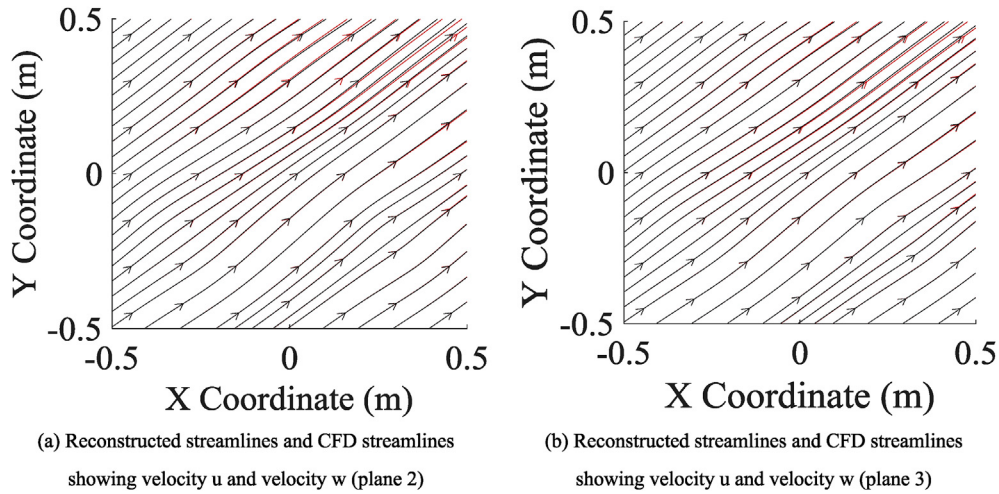 0.5
0
-0.5
-0.5
0
0.5
Y Coordinate (m)
X Coordinate (m)
(a) Reconstructed streamlines and CFD streamlines
showing velocity u and velocity w (plane 2)
0.5
0
-0.5
-0.5
0
0.5
Y Coordinate (m)
X Coordinate (m)
(b) Reconstructed streamlines and CFD streamlines
showing velocity u and velocity w (plane 3)